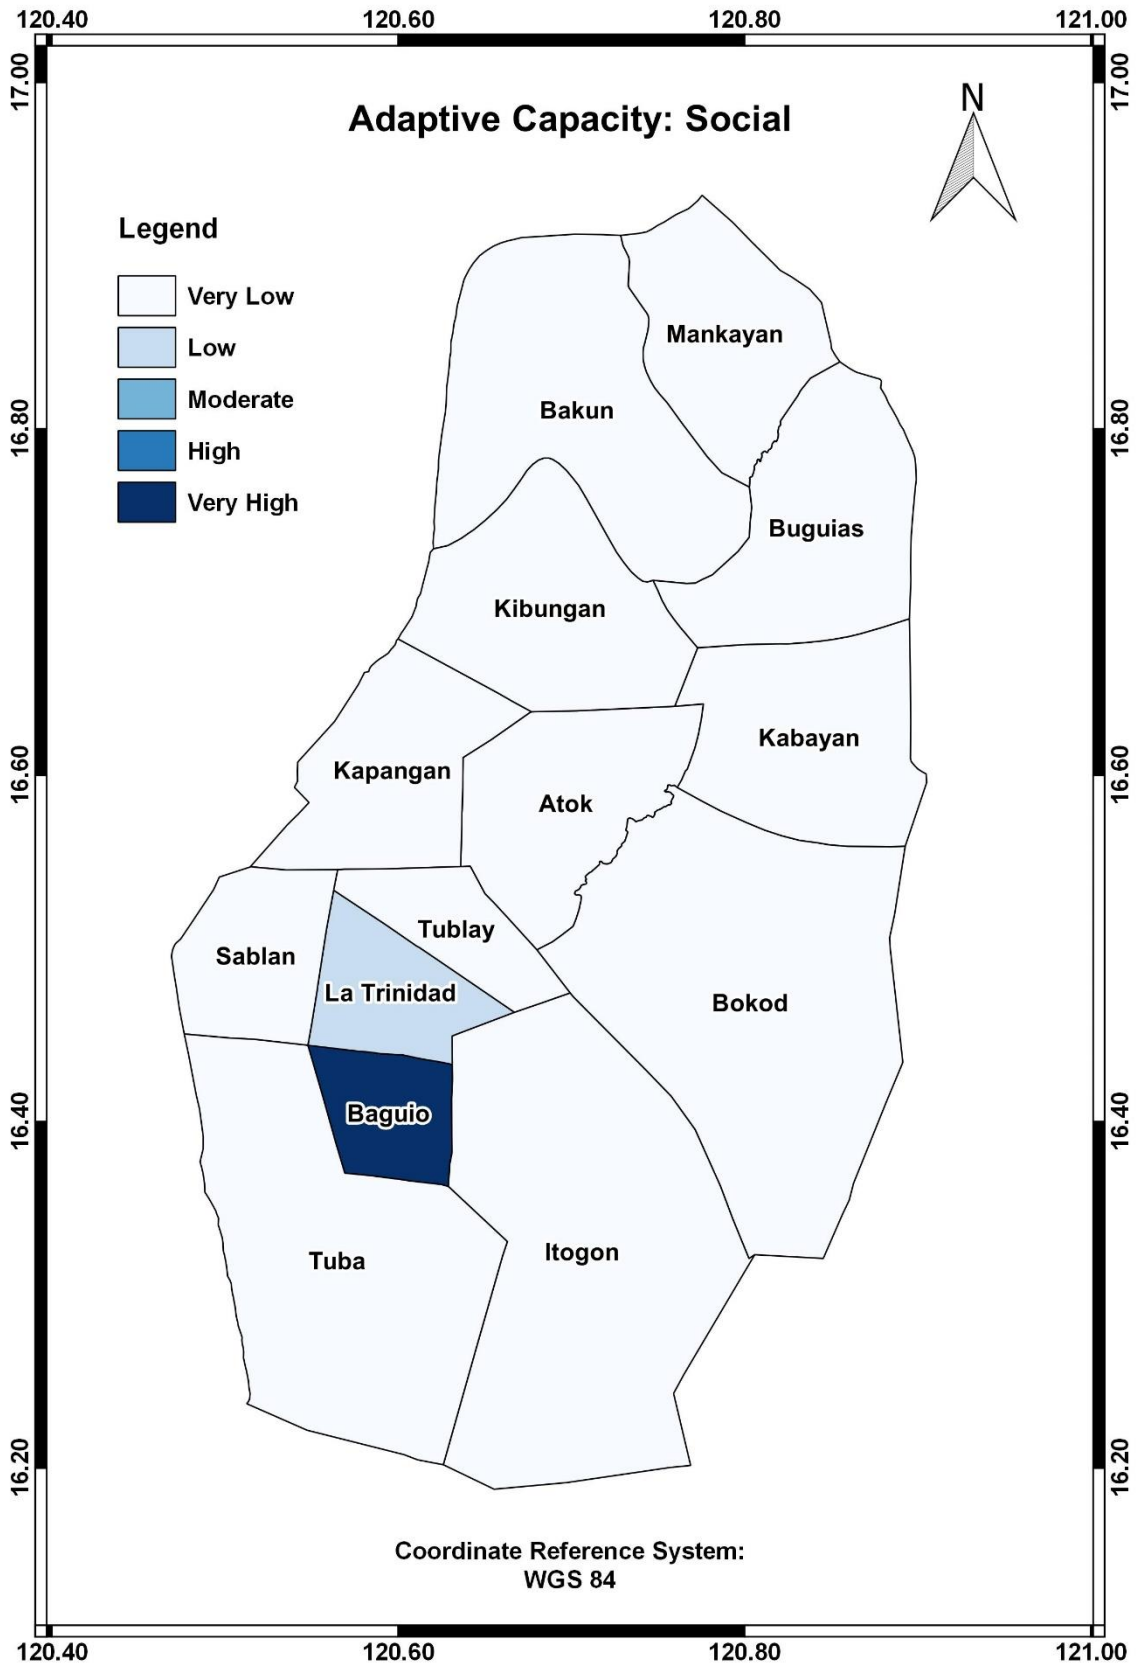 120.40 120.60 120.80 121.00
17.00
17.00
Adaptive Capacity: Social
N
Legend
Very Low
Low
Moderate
High
Very High
Mankayan
Bakun
16.80
16.80
Buguias
Kibungan
Kabayan
Kapangan
16.60
16.60
Atok
Tublay
Sablan
La Trinidad
Bokod
Baguio
16.40
16.40
Itogon
Tuba
16.20
16.20
Coordinate Reference System:
WGS 84
120.40 120.60 120.80 121.00